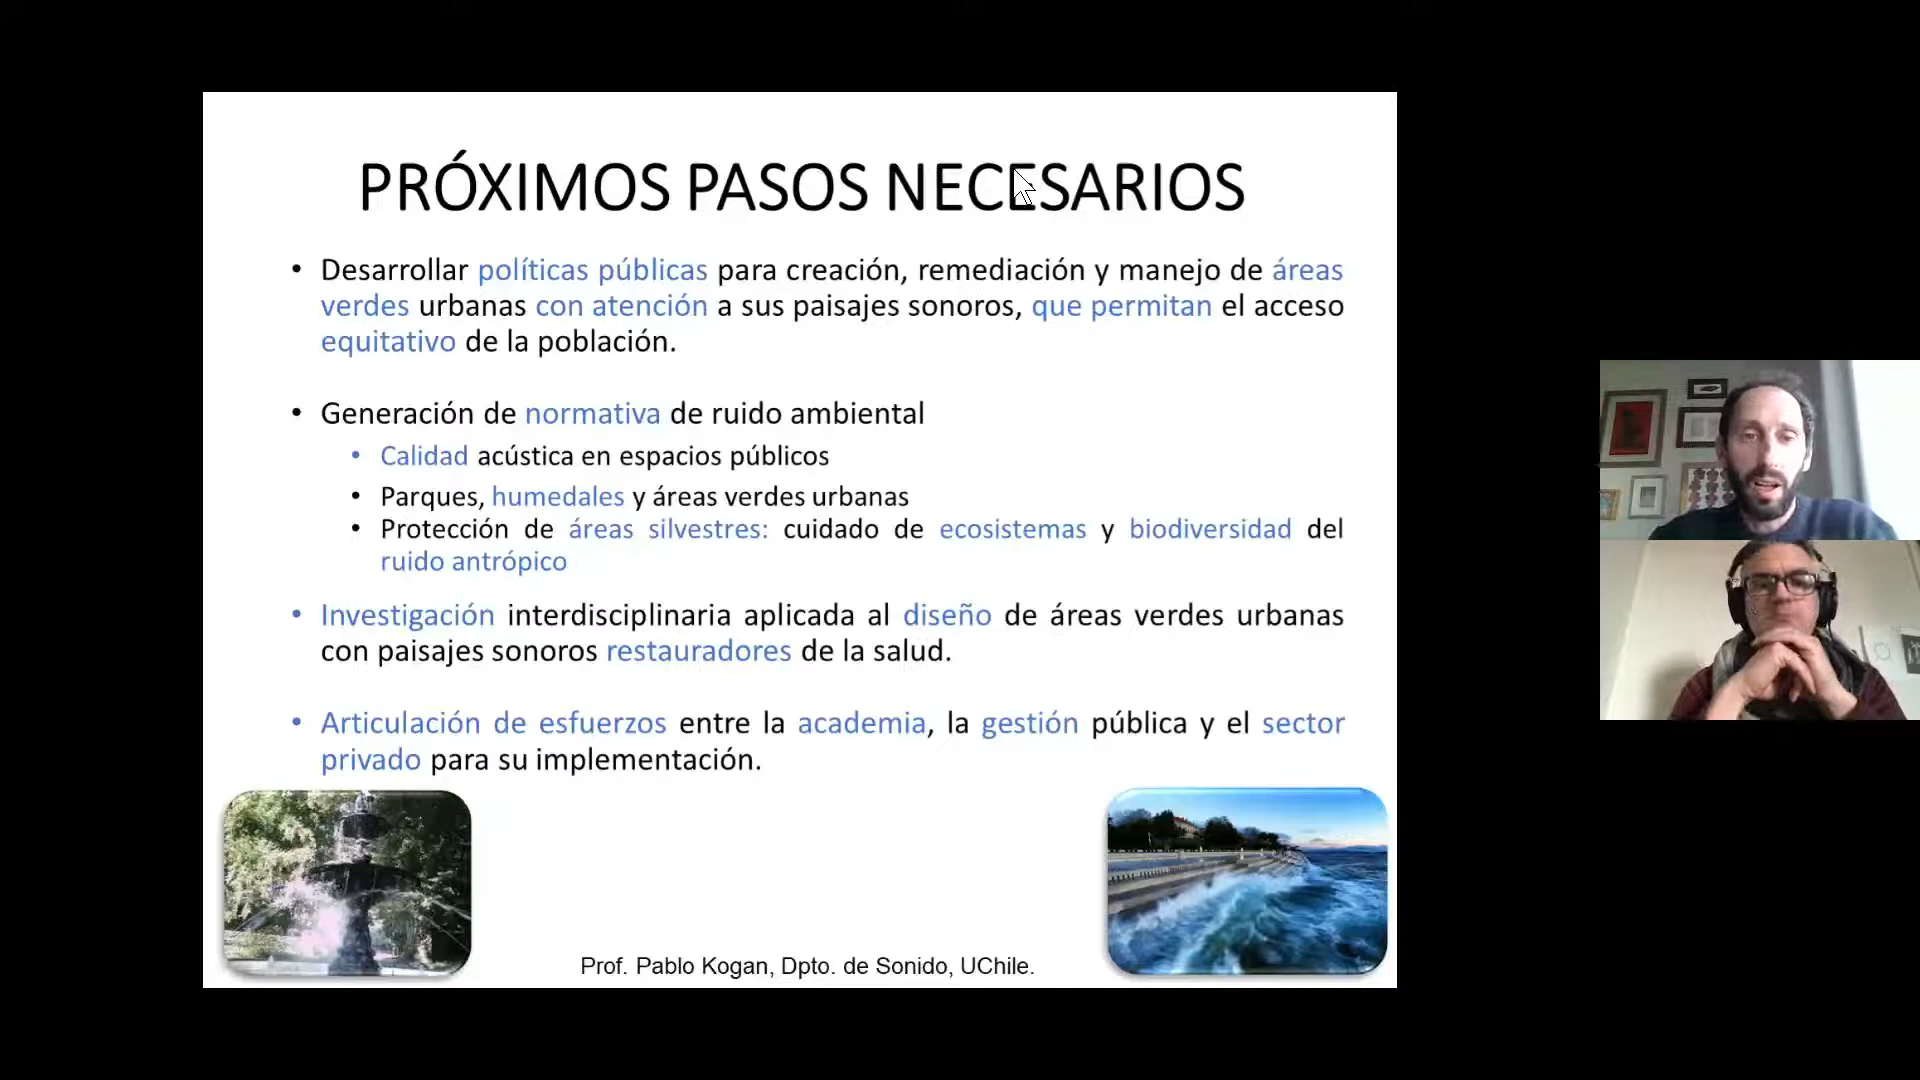 PRÓXIMOS PASOS NECESARIOS
• Desarrollar políticas públicas para creación, remediación y manejo de áreas
verdes urbanas con atención a sus paisajes sonoros, que permitan el acceso
equitativo de la población.
• Generación de normativa de ruido ambiental
• Calidad acústica en espacios públicos
• Parques, humedales y áreas verdes urbanas
• Protección de áreas silvestres: cuidado de ecosistemas y biodiversidad del
ruido antrópico
• Investigación interdisciplinaria aplicada al diseño de áreas verdes urbanas
con paisajes sonoros restauradores de la salud.
• Articulación de esfuerzos entre la academia, la gestión pública y el sector
privado para su implementación.
Prof. Pablo Kogan, Dpto. de Sonido, UChile.